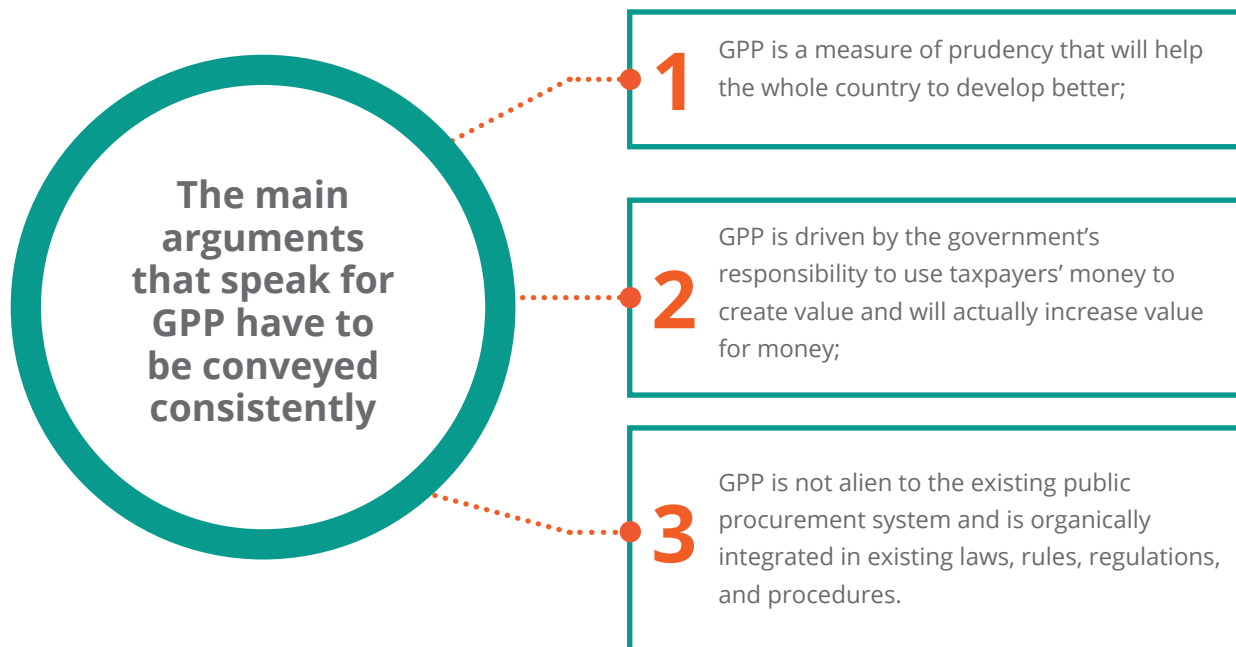 The main
arguments
that speak for
GPP have to
be conveyed
consistently
1
GPP is a measure of prudency that will help
the whole country to develop better;
2
GPP is driven by the government’s
responsibility to use taxpayers’ money to
create value and will actually increase value
for money;
3
GPP is not alien to the existing public
procurement system and is organically
integrated in existing laws, rules, regulations,
and procedures.